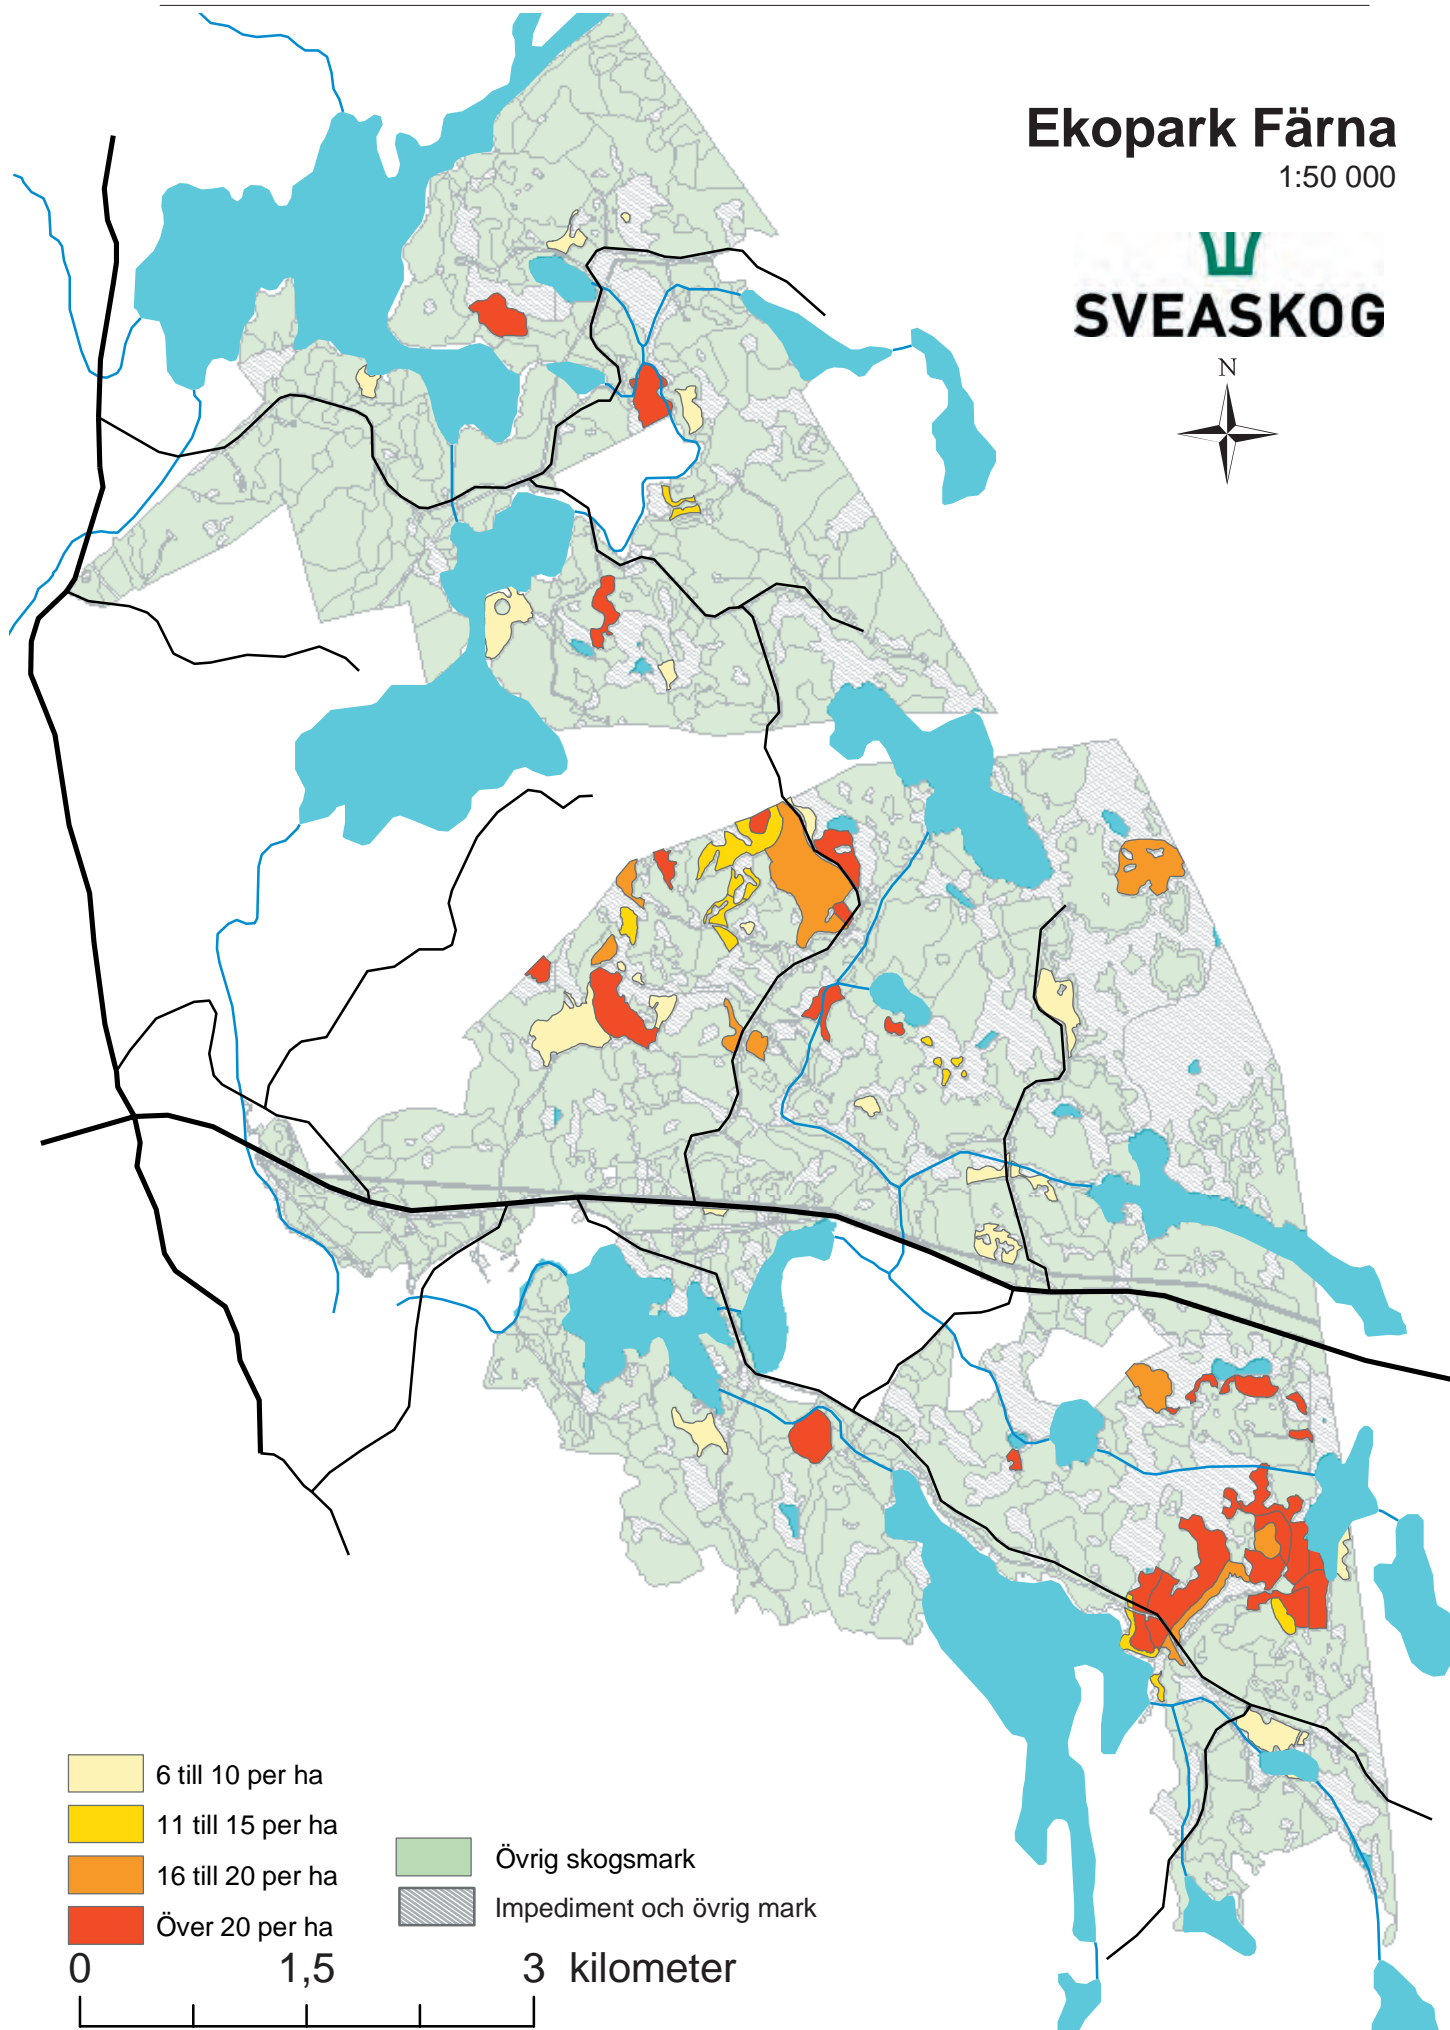 Ekopark Färna
1:50 000
SVEASKOG
N
6 till 10 per ha
11 till 15 per ha
16 till 20 per ha
Över 20 per ha
Övrig skogsmark
Impediment och övrig mark
0 1,5 3 kilometer